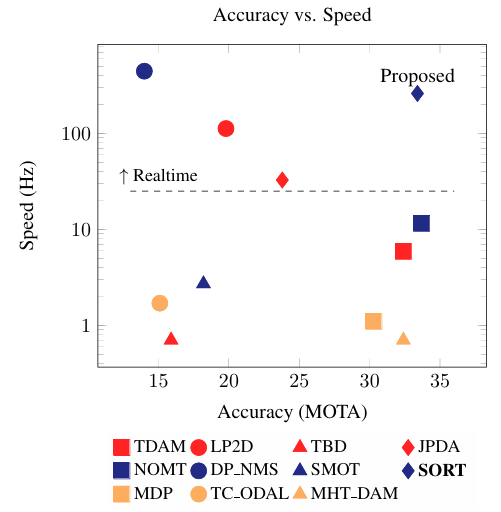 Accuracy vs. Speed
Proposed
100
↑ Realtime
10
1
Speed (Hz)
15 20 25 30 35
Accuracy (MOTA)
TDAM LP2D TBD JPDA
NOMT DP_NMS SMOT SORT
MDP TC_ODAL MHT_DAM